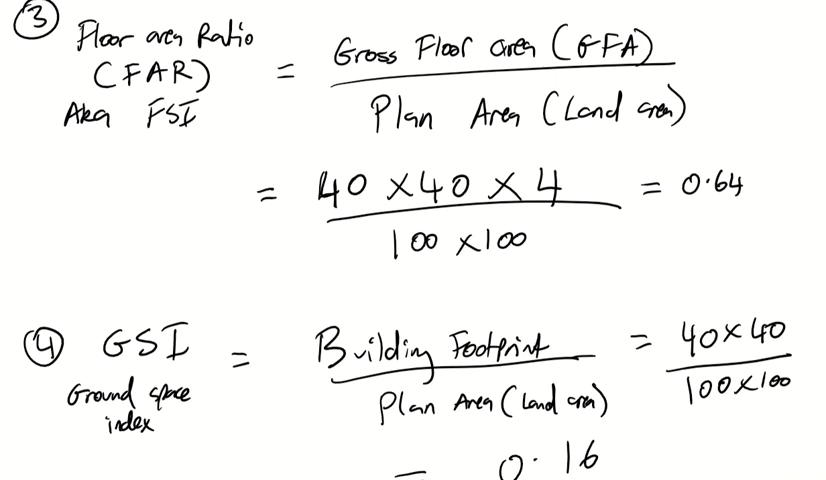 ③ Floor area Ratio (FAR) Aka FSI = Gross Floor area (GFA) / Plan Area (Land area)
= 40 × 40 × 4 / 100 × 100 = 0.64
④ GSI Ground space index = Building Footprint / Plan Area (Land area) = 40 × 40 / 100 × 100
= 0.16